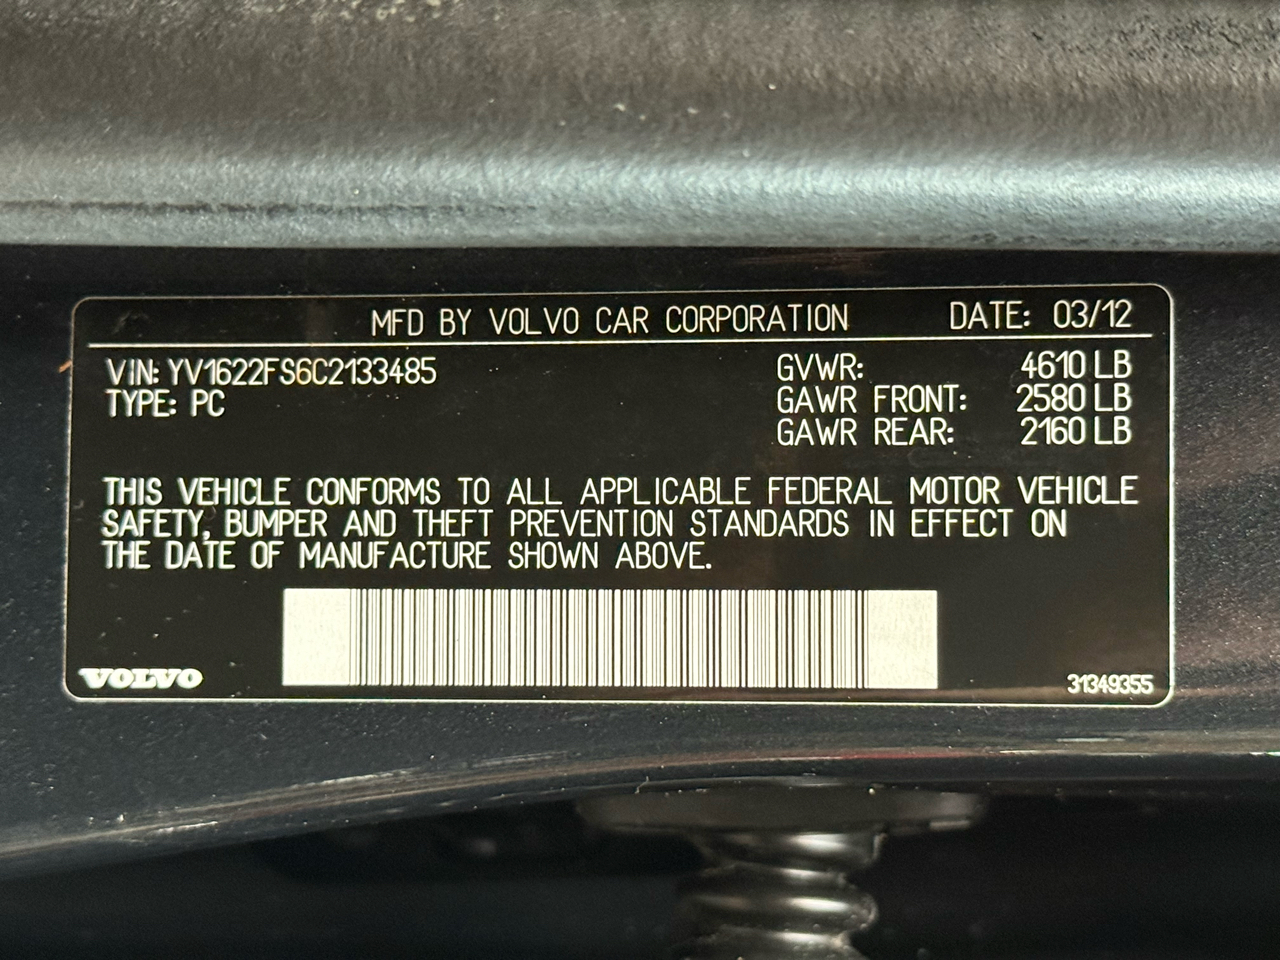 MFD BY VOLVO CAR CORPORATION DATE: 03/12
VIN: YV1622FS6C2133485 GVWR: 4610 LB
TYPE: PC GAWR FRONT: 2580 LB
GAWR REAR: 2160 LB
THIS VEHICLE CONFORMS TO ALL APPLICABLE FEDERAL MOTOR VEHICLE
SAFETY, BUMPER AND THEFT PREVENTION STANDARDS IN EFFECT ON
THE DATE OF MANUFACTURE SHOWN ABOVE.
VOLVO 31349355